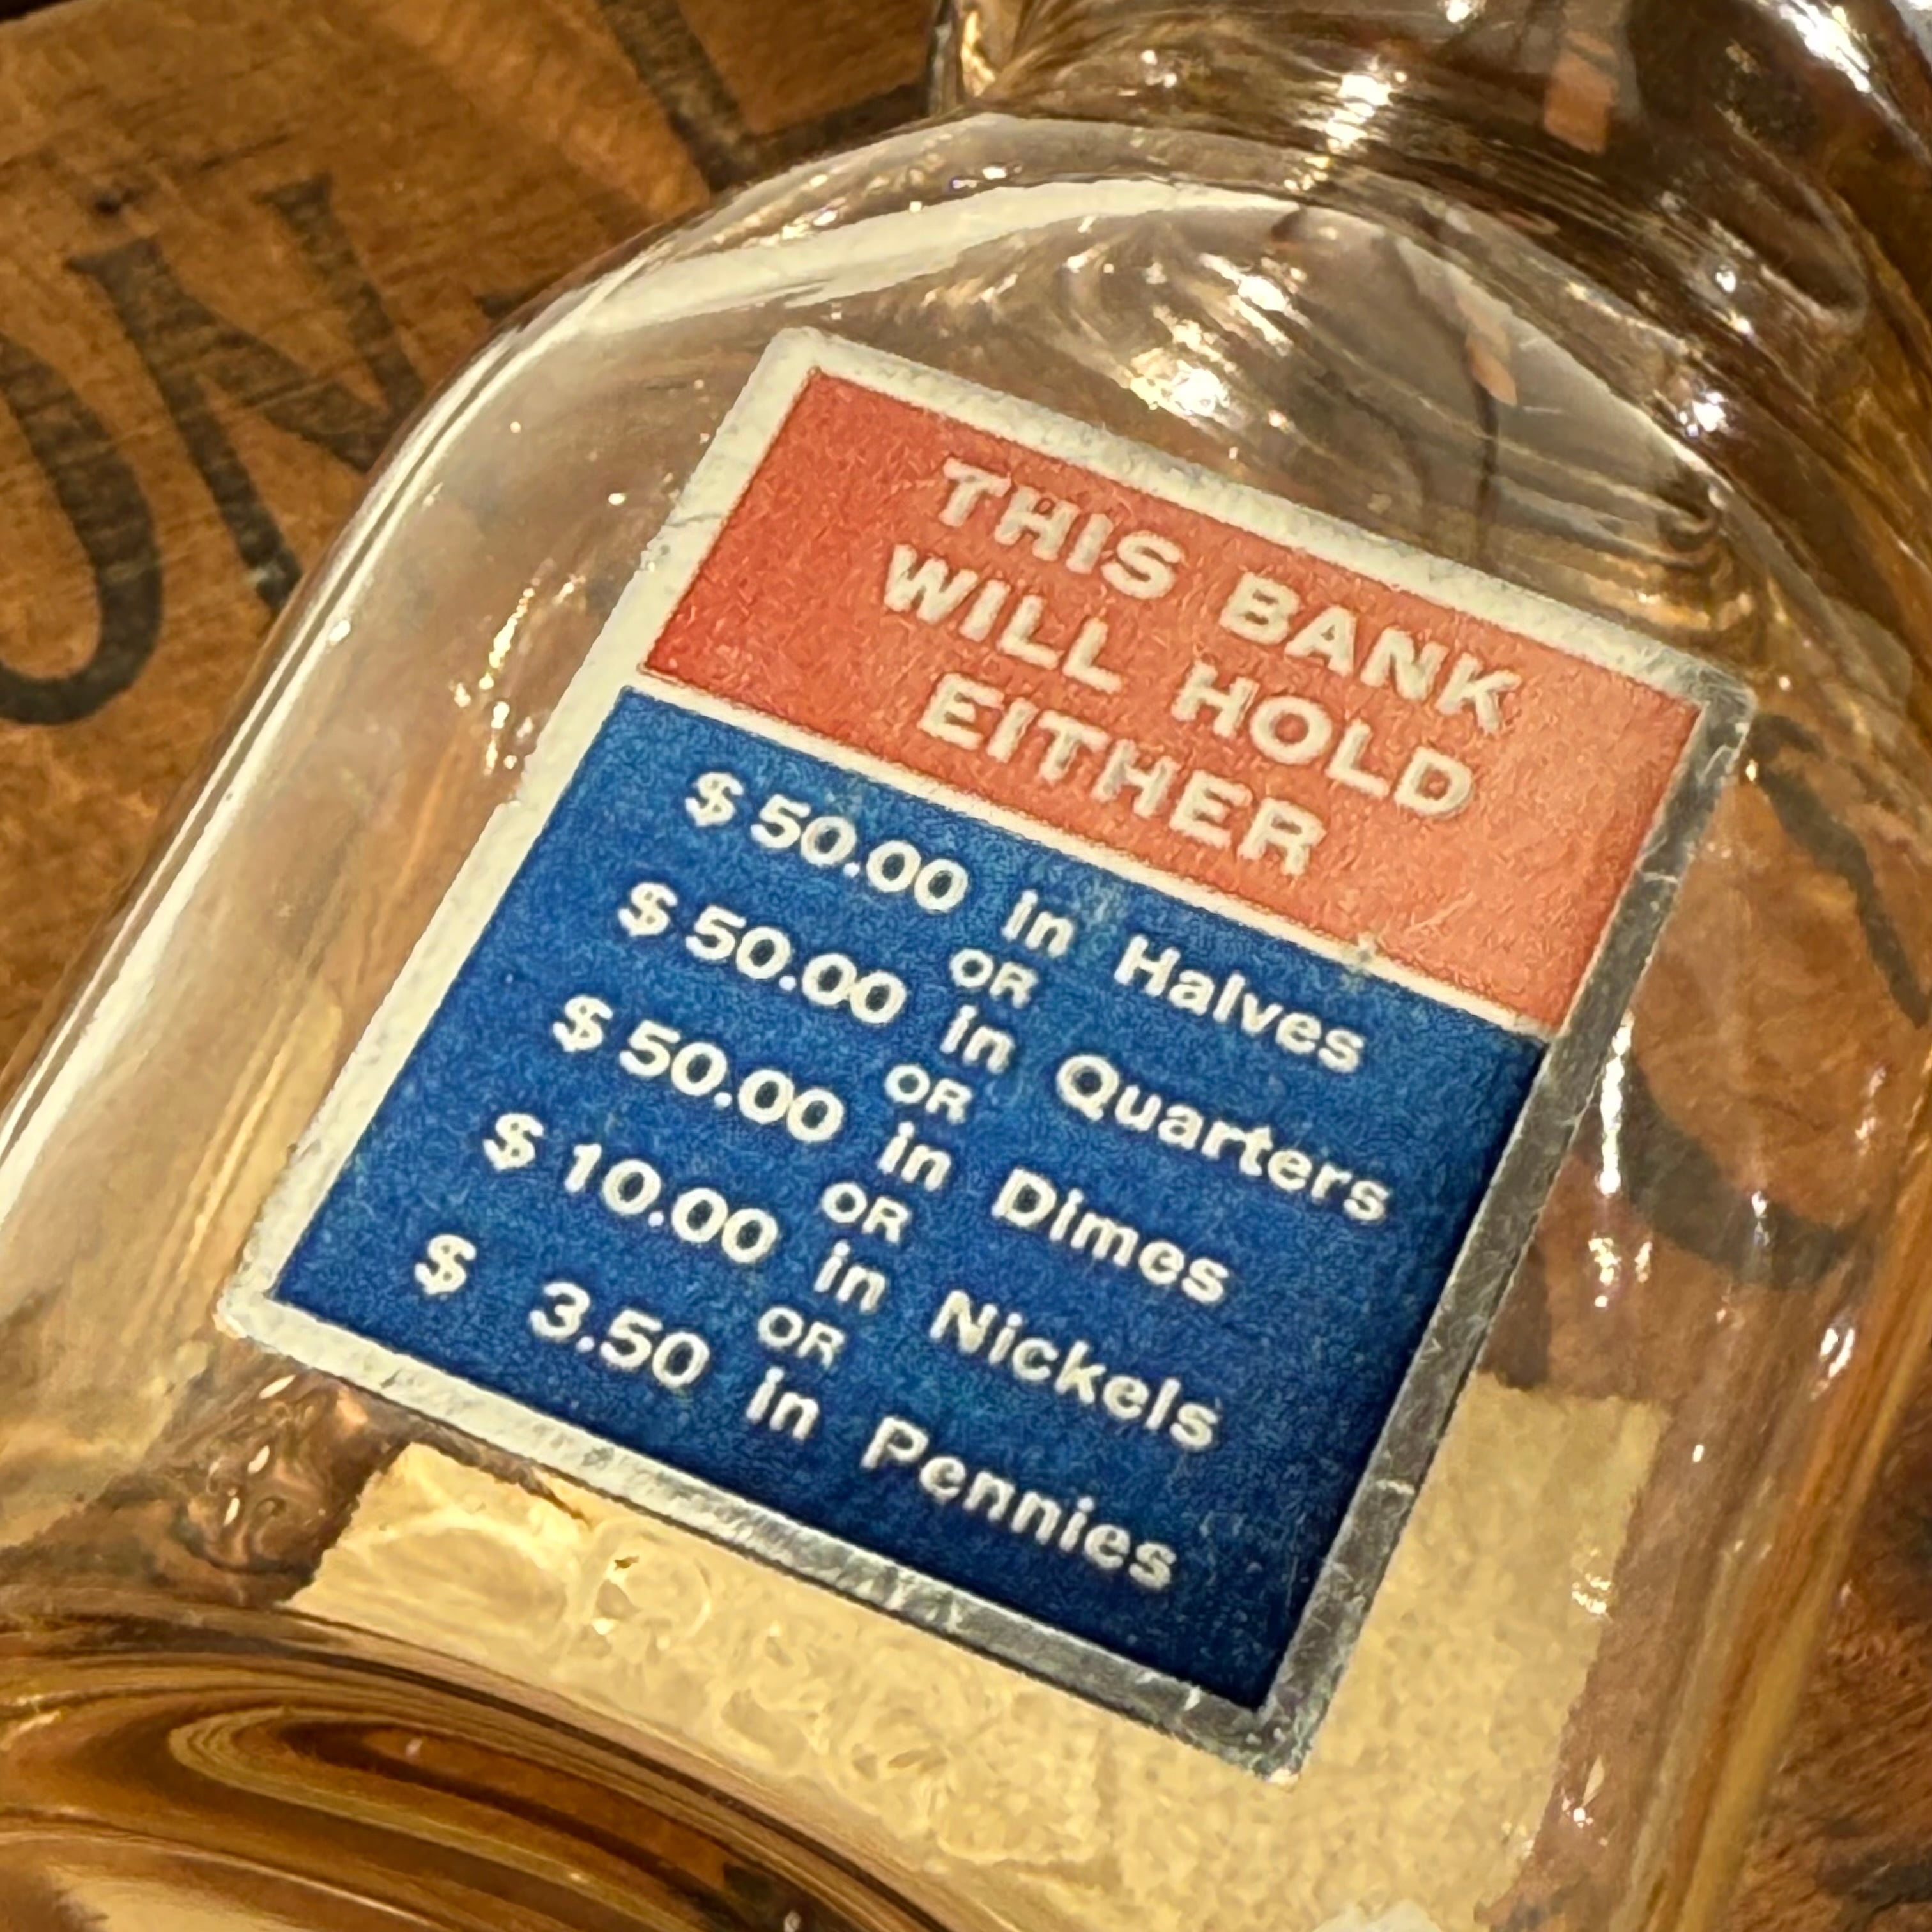 THIS BANK
WILL HOLD
EITHER
$ 50.00 in Halves
OR
$ 50.00 in Quarters
OR
$ 50.00 in Dimes
OR
$ 10.00 in Nickels
OR
$ 3.50 in Pennies